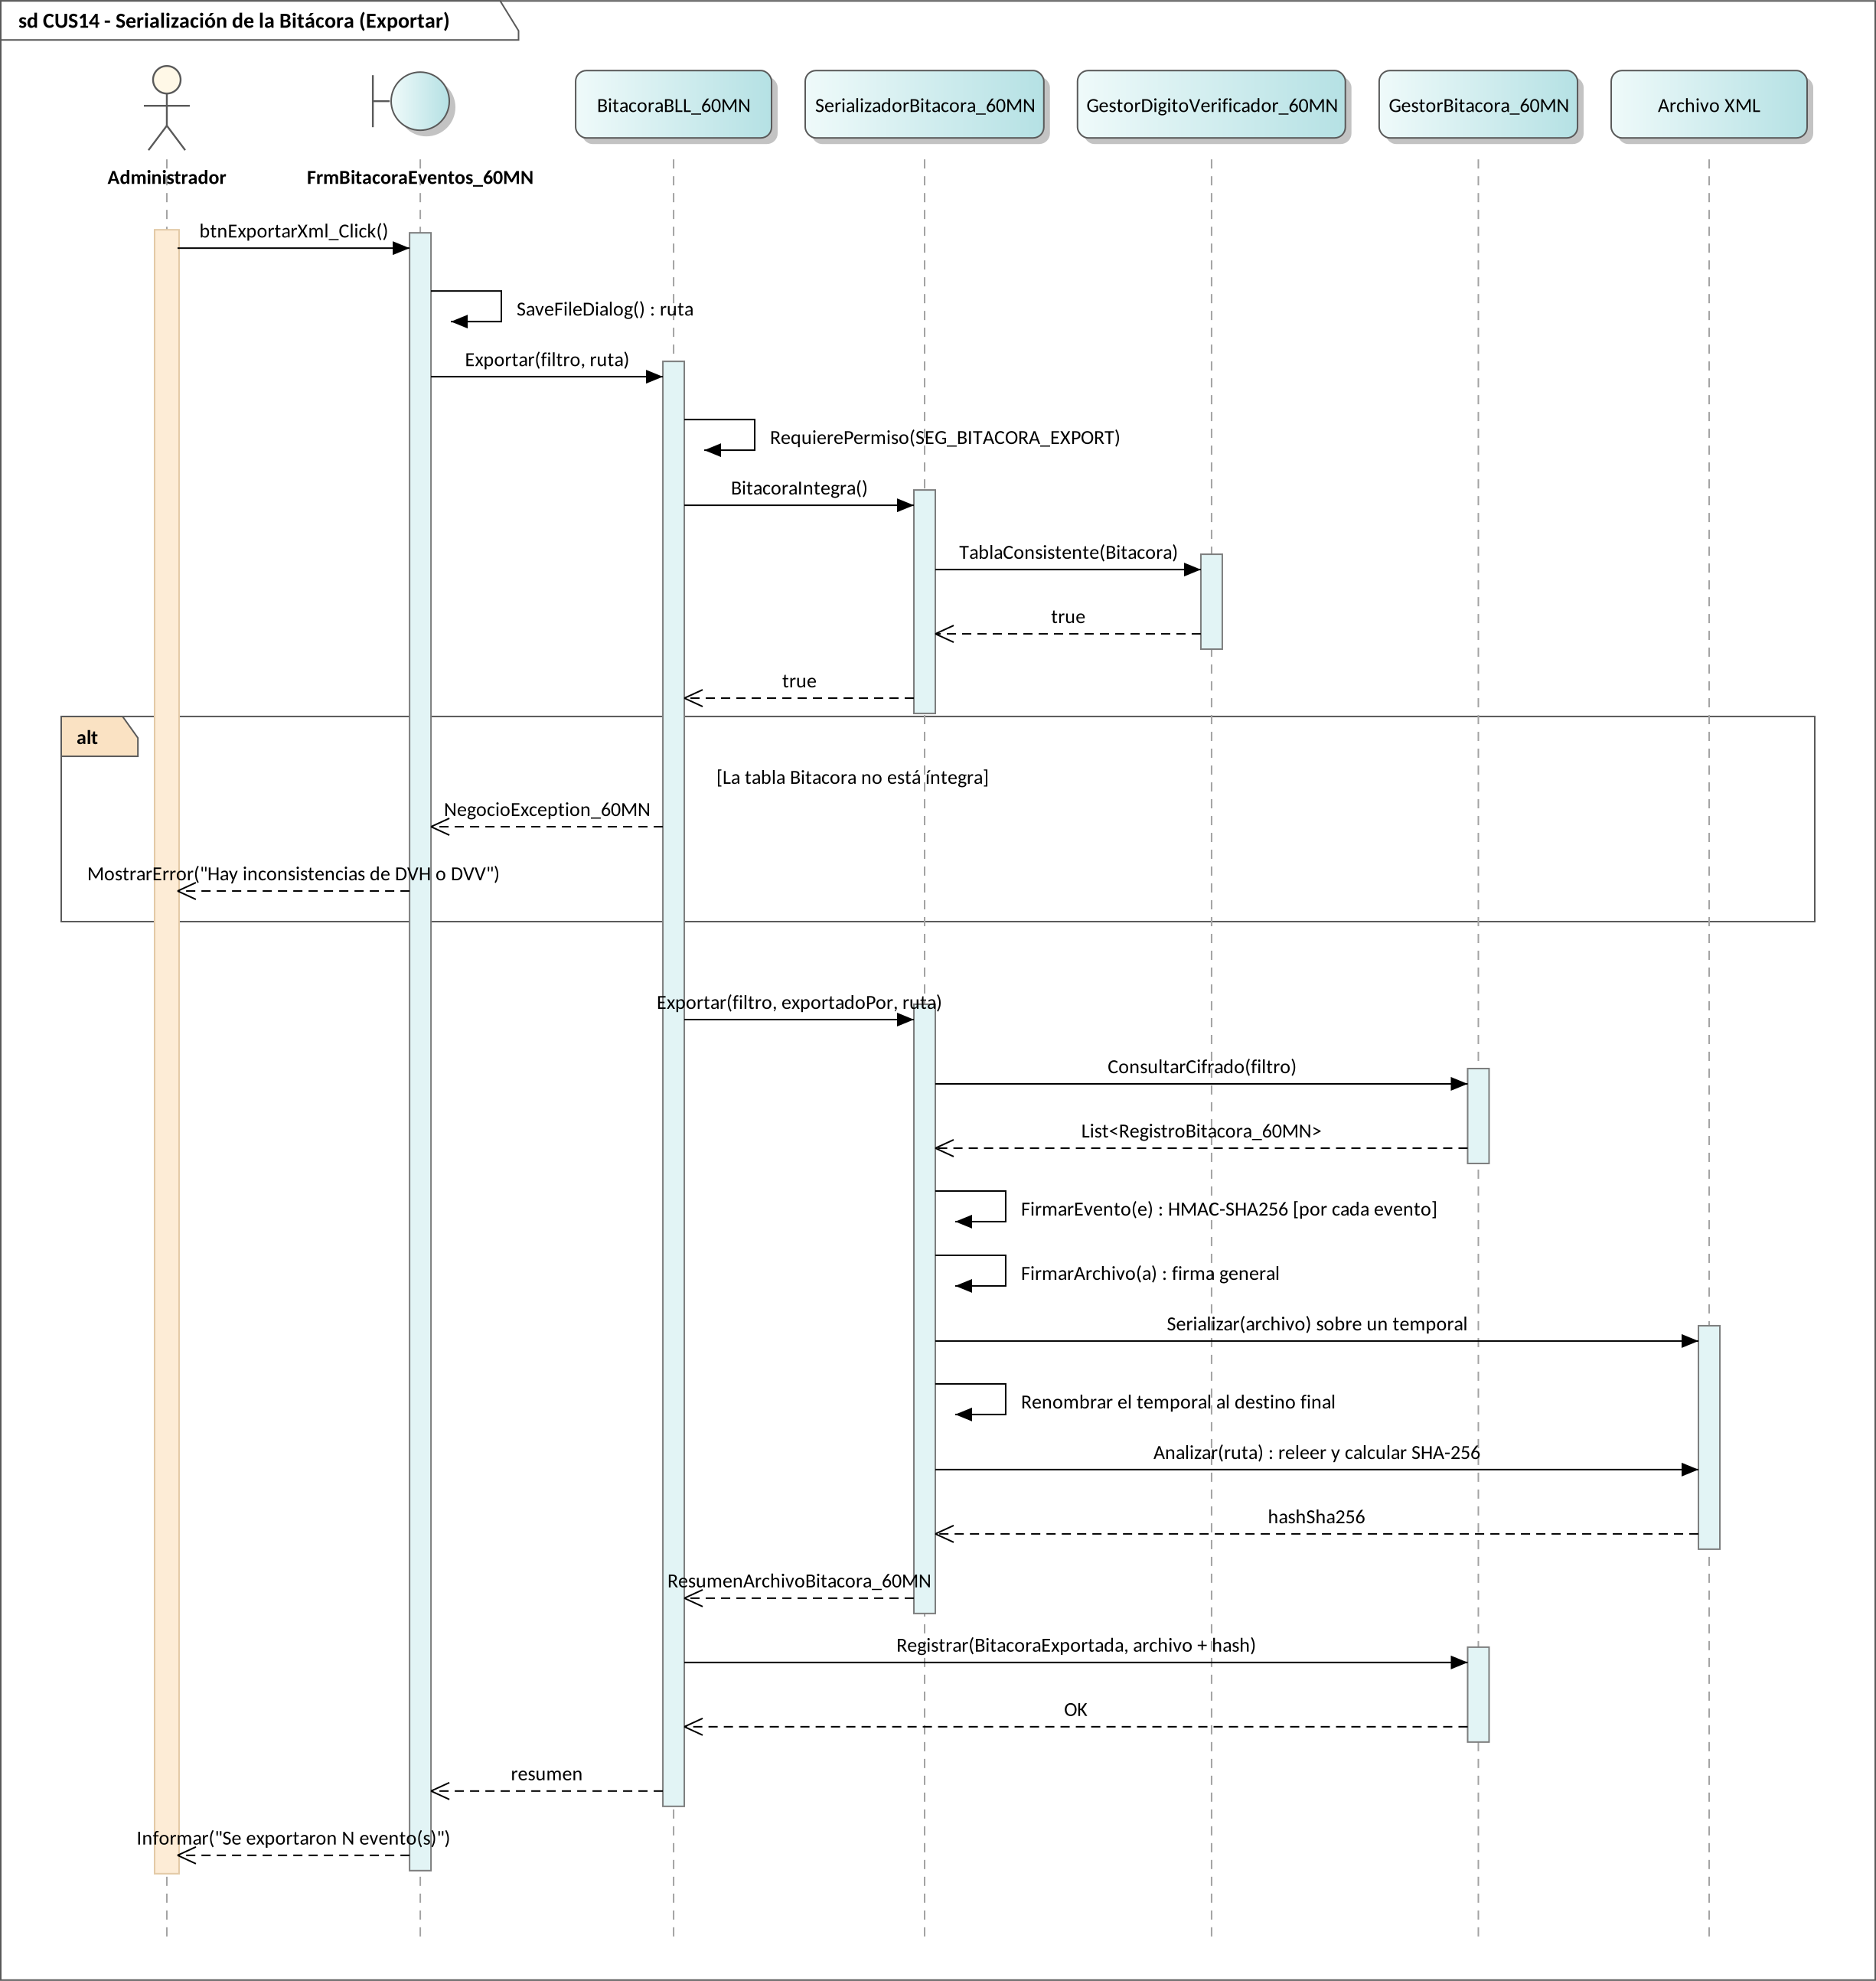 sd CUS14 - Serialización de la Bitácora (Exportar)
Administrador
FrmBitacoraEventos_60MN
BitacoraBLL_60MN
SerializadorBitacora_60MN
GestorDigitoVerificador_60MN
GestorBitacora_60MN
Archivo XML
btnExportarXml_Click()
SaveFileDialog() : ruta
Exportar(filtro, ruta)
RequierePermiso(SEG_BITACORA_EXPORT)
BitacoraIntegra()
TablaConsistente(Bitacora)
true
true
alt
[La tabla Bitacora no está íntegra]
NegocioException_60MN
MostrarError("Hay inconsistencias de DVH o DVV")
Exportar(filtro, exportadoPor, ruta)
ConsultarCifrado(filtro)
List<RegistroBitacora_60MN>
FirmarEvento(e) : HMAC-SHA256 [por cada evento]
FirmarArchivo(a) : firma general
Serializar(archivo) sobre un temporal
Renombrar el temporal al destino final
Analizar(ruta) : releer y calcular SHA-256
hashSha256
ResumenArchivoBitacora_60MN
Registrar(BitacoraExportada, archivo + hash)
OK
resumen
Informar("Se exportaron N evento(s)")